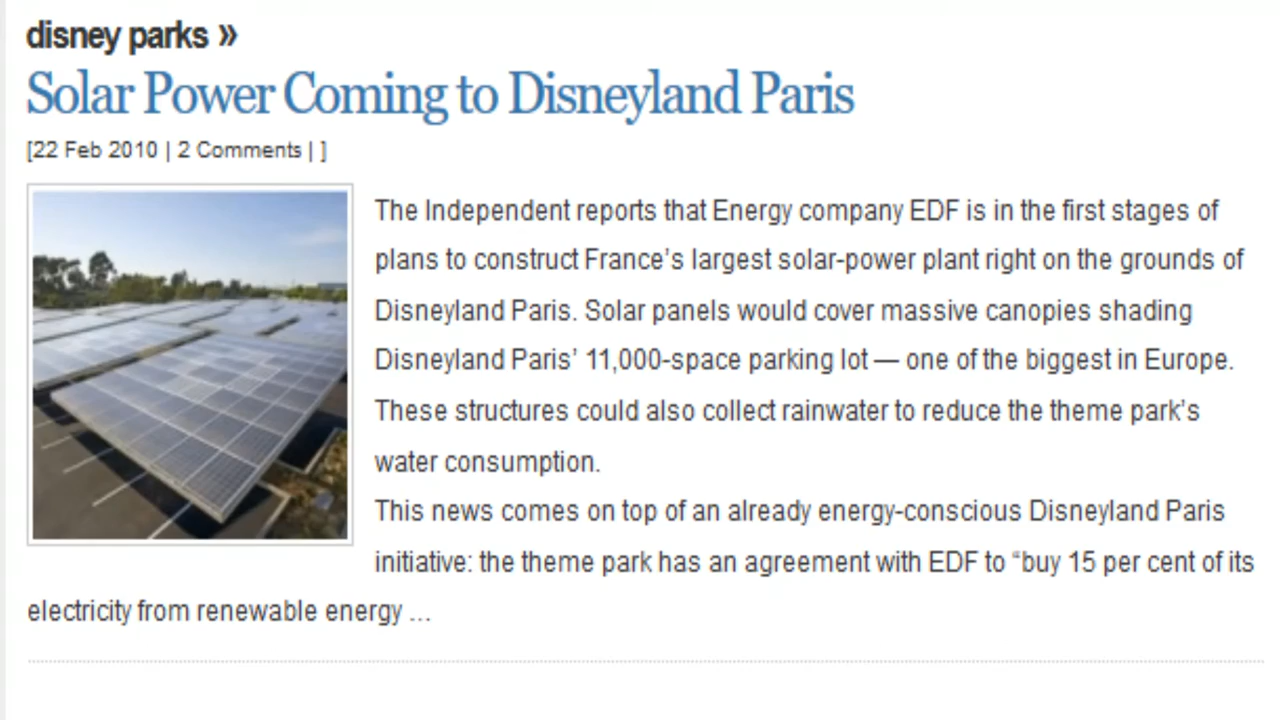 disney parks »
Solar Power Coming to Disneyland Paris
[22 Feb 2010 | 2 Comments | ]
The Independent reports that Energy company EDF is in the first stages of
plans to construct France’s largest solar-power plant right on the grounds of
Disneyland Paris. Solar panels would cover massive canopies shading
Disneyland Paris’ 11,000-space parking lot — one of the biggest in Europe.
These structures could also collect rainwater to reduce the theme park’s
water consumption.
This news comes on top of an already energy-conscious Disneyland Paris
initiative: the theme park has an agreement with EDF to “buy 15 per cent of its
electricity from renewable energy ...